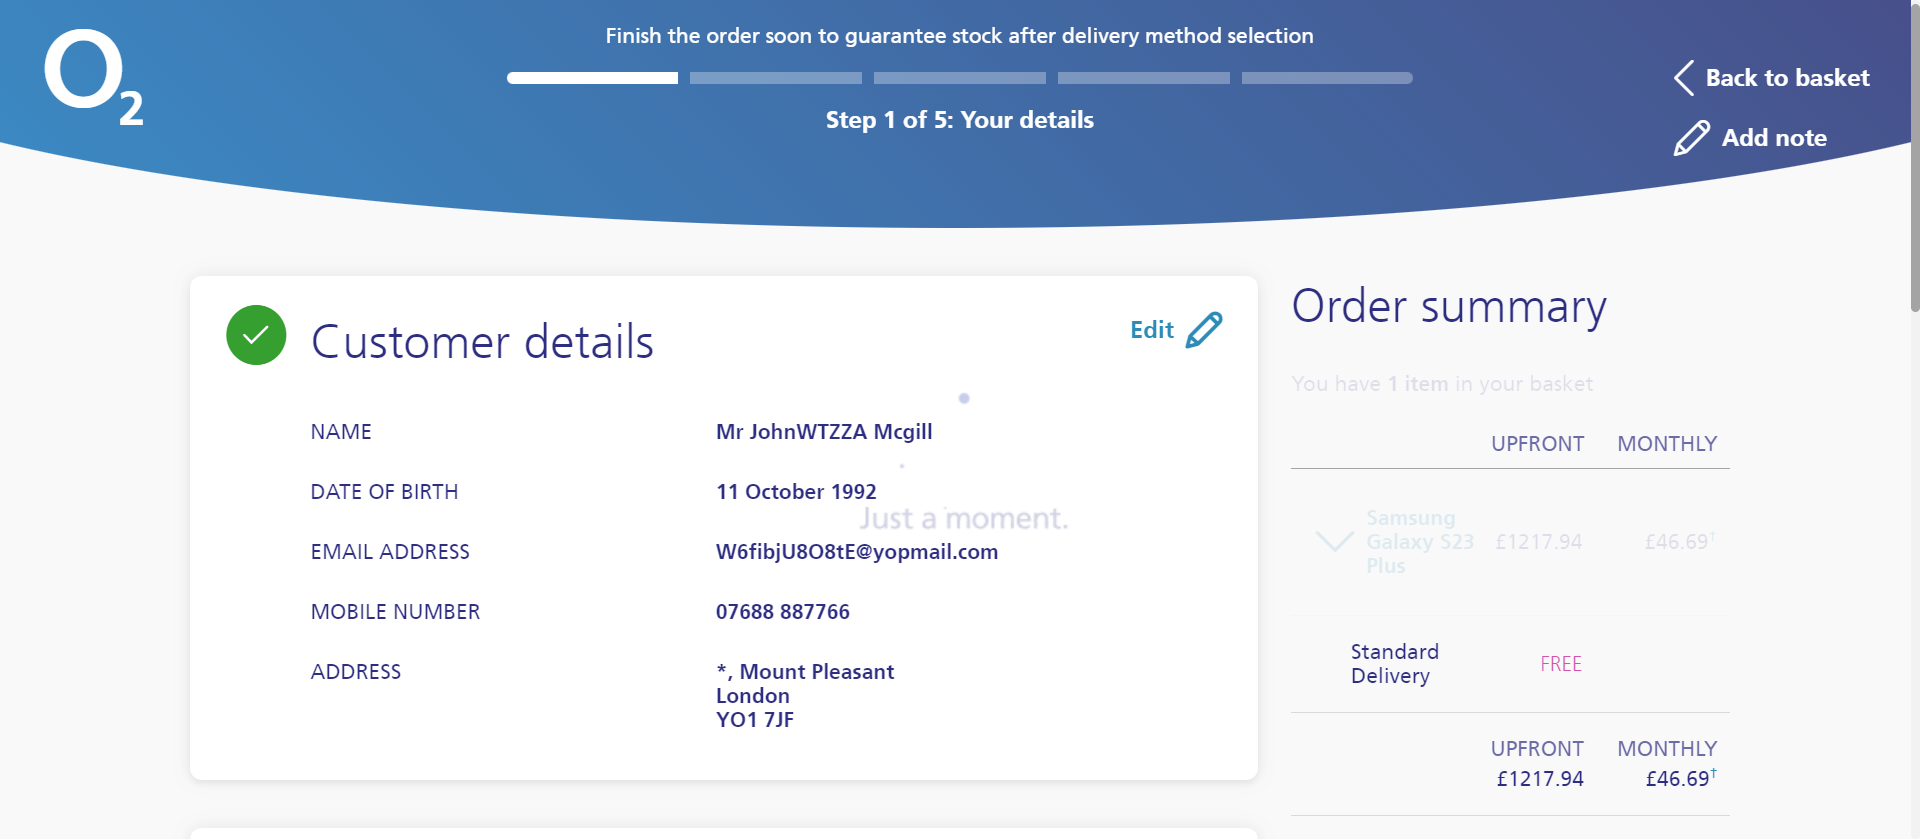 O2
Finish the order soon to guarantee stock after delivery method selection
Step 1 of 5: Your details
Back to basket
Add note
Customer details
Edit
NAME
Mr JohnWTZZA Mcgill
DATE OF BIRTH
11 October 1992
Just a moment.
EMAIL ADDRESS
W6fibjU8O8tE@yopmail.com
MOBILE NUMBER
07688 887766
ADDRESS
*, Mount Pleasant
London
YO1 7JF
Order summary
You have 1 item in your basket
UPFRONT MONTHLY
Samsung
Galaxy S23 £1217.94 £46.69†
Plus
Standard
Delivery
FREE
UPFRONT MONTHLY
£1217.94 £46.69†